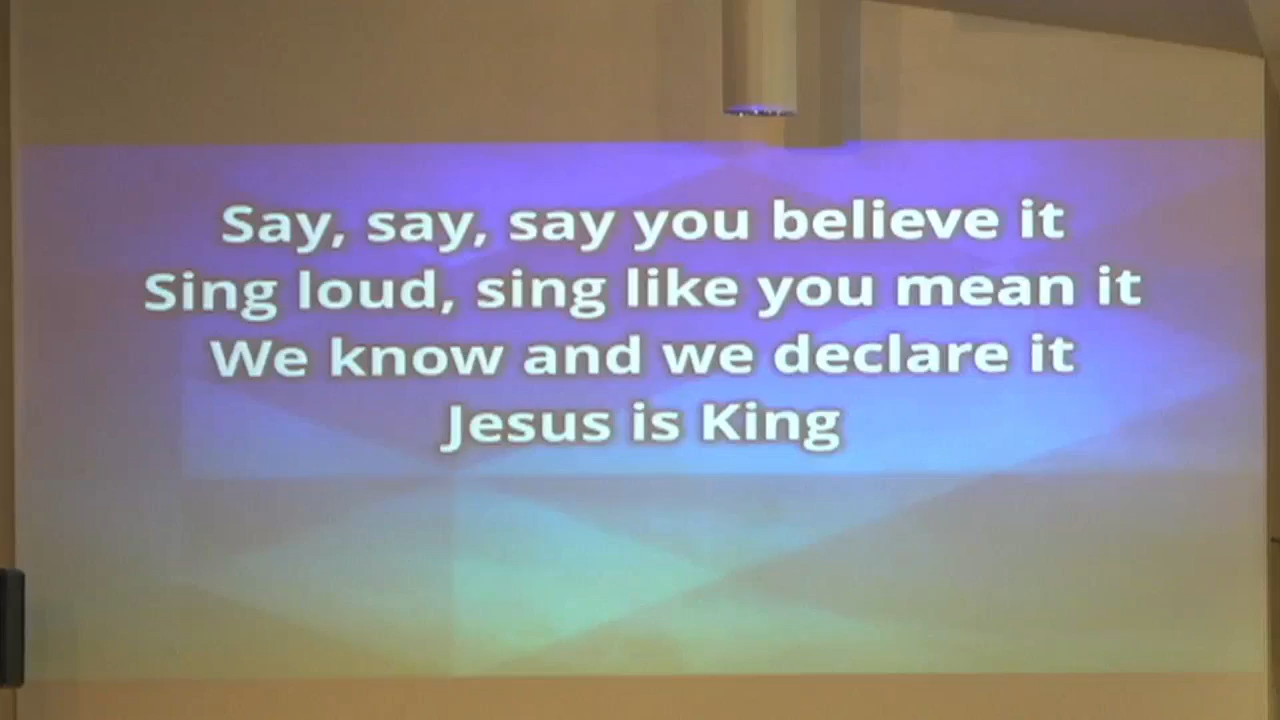 Say, say, say you believe it
Sing loud, sing like you mean it
We know and we declare it
Jesus is King